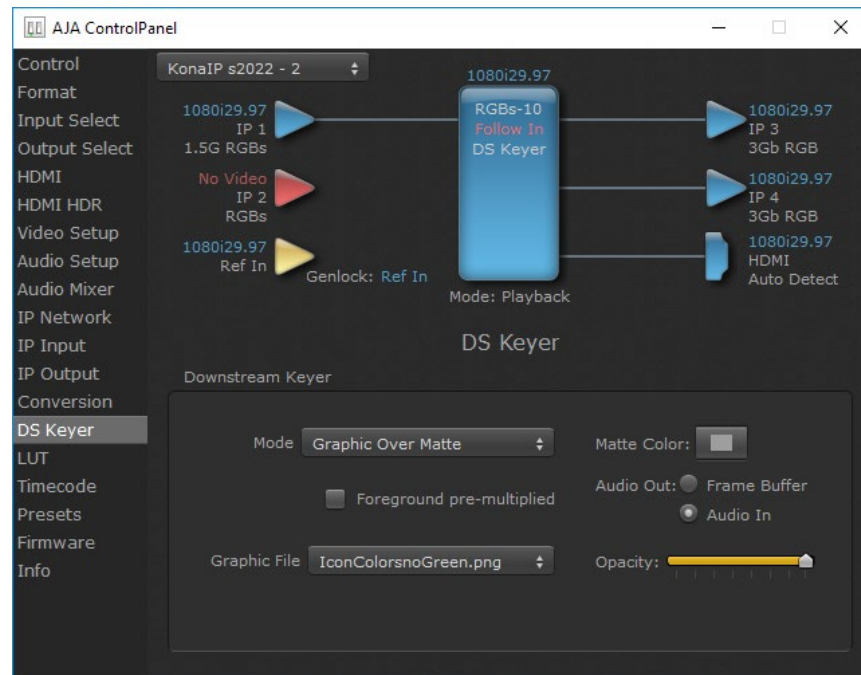 AJA ControlPanel
Control
Format
Input Select
Output Select
HDMI
HDMI HDR
Video Setup
Audio Setup
Audio Mixer
IP Network
IP Input
IP Output
Conversion
DS Keyer
LUT
Timecode
Presets
Firmware
Info
KonaIP s2022 - 2
1080i29.97
IP 1
1.5G RGBs
No Video
IP 2
RGBs
1080i29.97
Ref In
Genlock: Ref In
1080i29.97
RGBs-10
Follow In
DS Keyer
Mode: Playback
1080i29.97
IP 3
3Gb RGB
1080i29.97
IP 4
3Gb RGB
1080i29.97
HDMI
Auto Detect
DS Keyer
Downstream Keyer
Mode Graphic Over Matte
Foreground pre-multiplied
Graphic File IconColorsnoGreen.png
Matte Color:
Audio Out: Frame Buffer
Audio In
Opacity: